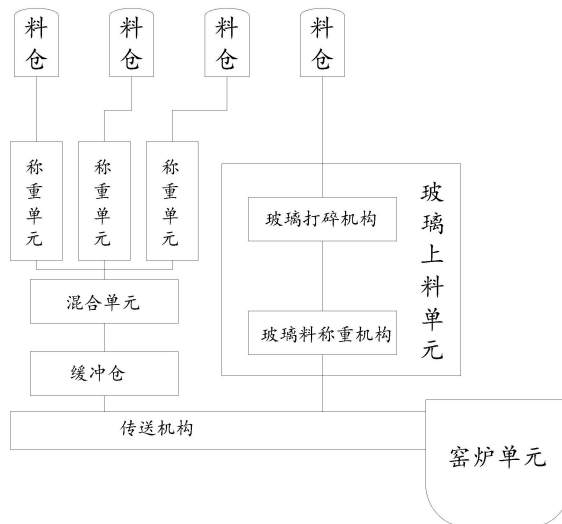 料仓
料仓
料仓
料仓
称重单元
称重单元
称重单元
玻璃上料单元
玻璃打碎机构
混合单元
玻璃料称重机构
缓冲仓
传送机构
窑炉单元